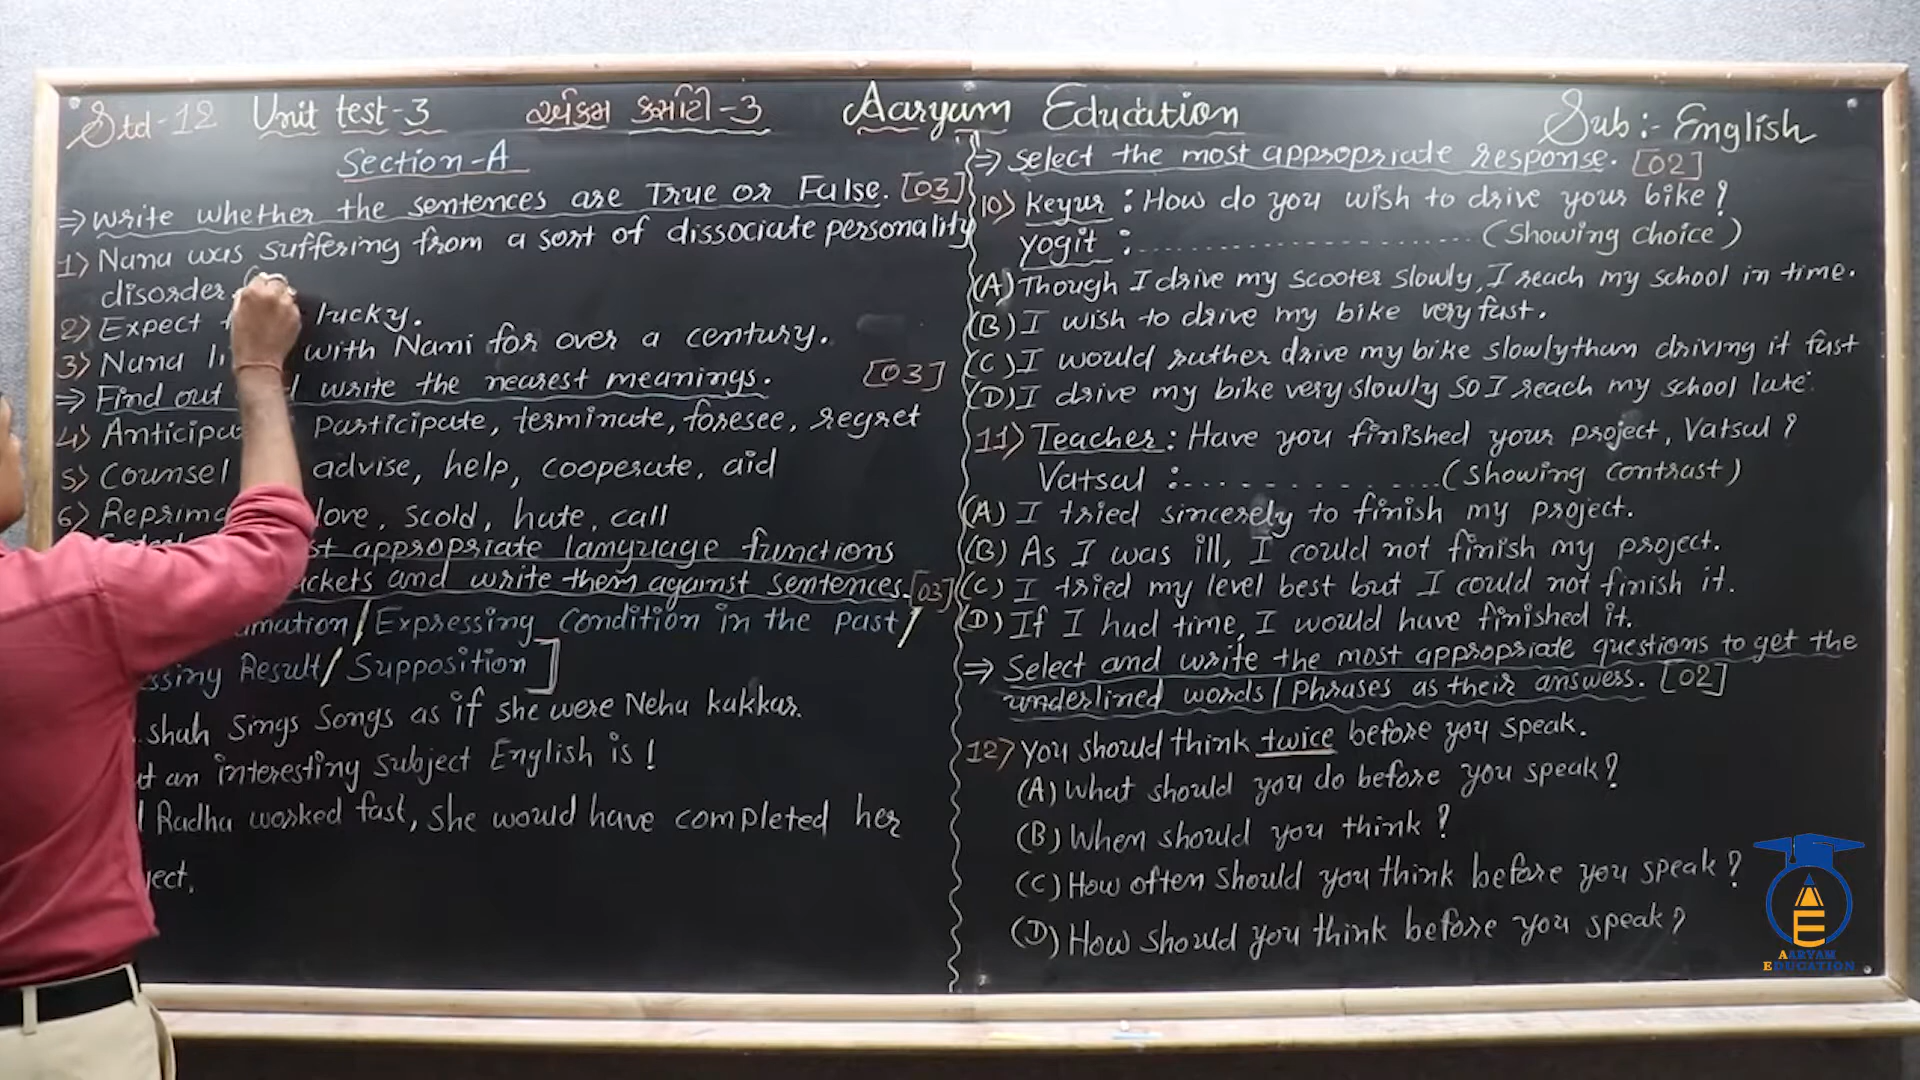 Std-12 Unit test-3 એકમ કસોટી-3 Aaryam Education Sub:- English
Section-A
⇒ Write whether the sentences are True or False. [03]
1) Nana was suffering from a sort of dissociate personality
disorder.
2) Expect lucky.
3) Nana with Nani for over a century.
⇒ Find out write the nearest meanings. [03]
4) Participate, terminate, foresee, regret
5) Counsel advise, help, cooperate, aid
6) love, scold, hate, call
appropriate language functions
and write them against sentences. [03]
/Expressing Condition in the Past/
Result/ Supposition]
shah Sings Songs as if she were Neha kakkar.
an interesting subject English is!
Radha worked fast, she would have completed her
⇒ Select the most appropriate response. [02]
10) Keyur : How do you wish to drive your bike?
Yogit : .......................... (Showing Choice)
(A) Though I drive my scooter slowly, I reach my school in time.
(B) I wish to drive my bike very fast.
(C) I would rather drive my bike slowly than driving it fast
(D) I drive my bike very slowly so I reach my school late.
11) Teacher : Have you finished your project, Vatsal?
Vatsal : .................... (Showing Contrast)
(A) I tried sincerely to finish my project.
(B) As I was ill, I could not finish my project.
(C) I tried my level best but I could not finish it.
(D) If I had time, I would have finished it.
⇒ Select and write the most appropriate questions to get the
underlined words/Phrases as their answers. [02]
12) You should think twice before you speak.
(A) What should you do before you speak?
(B) When should you think?
(C) How often should you think before you speak?
(D) How should you think before you speak?
AARYAM
EDUCATION